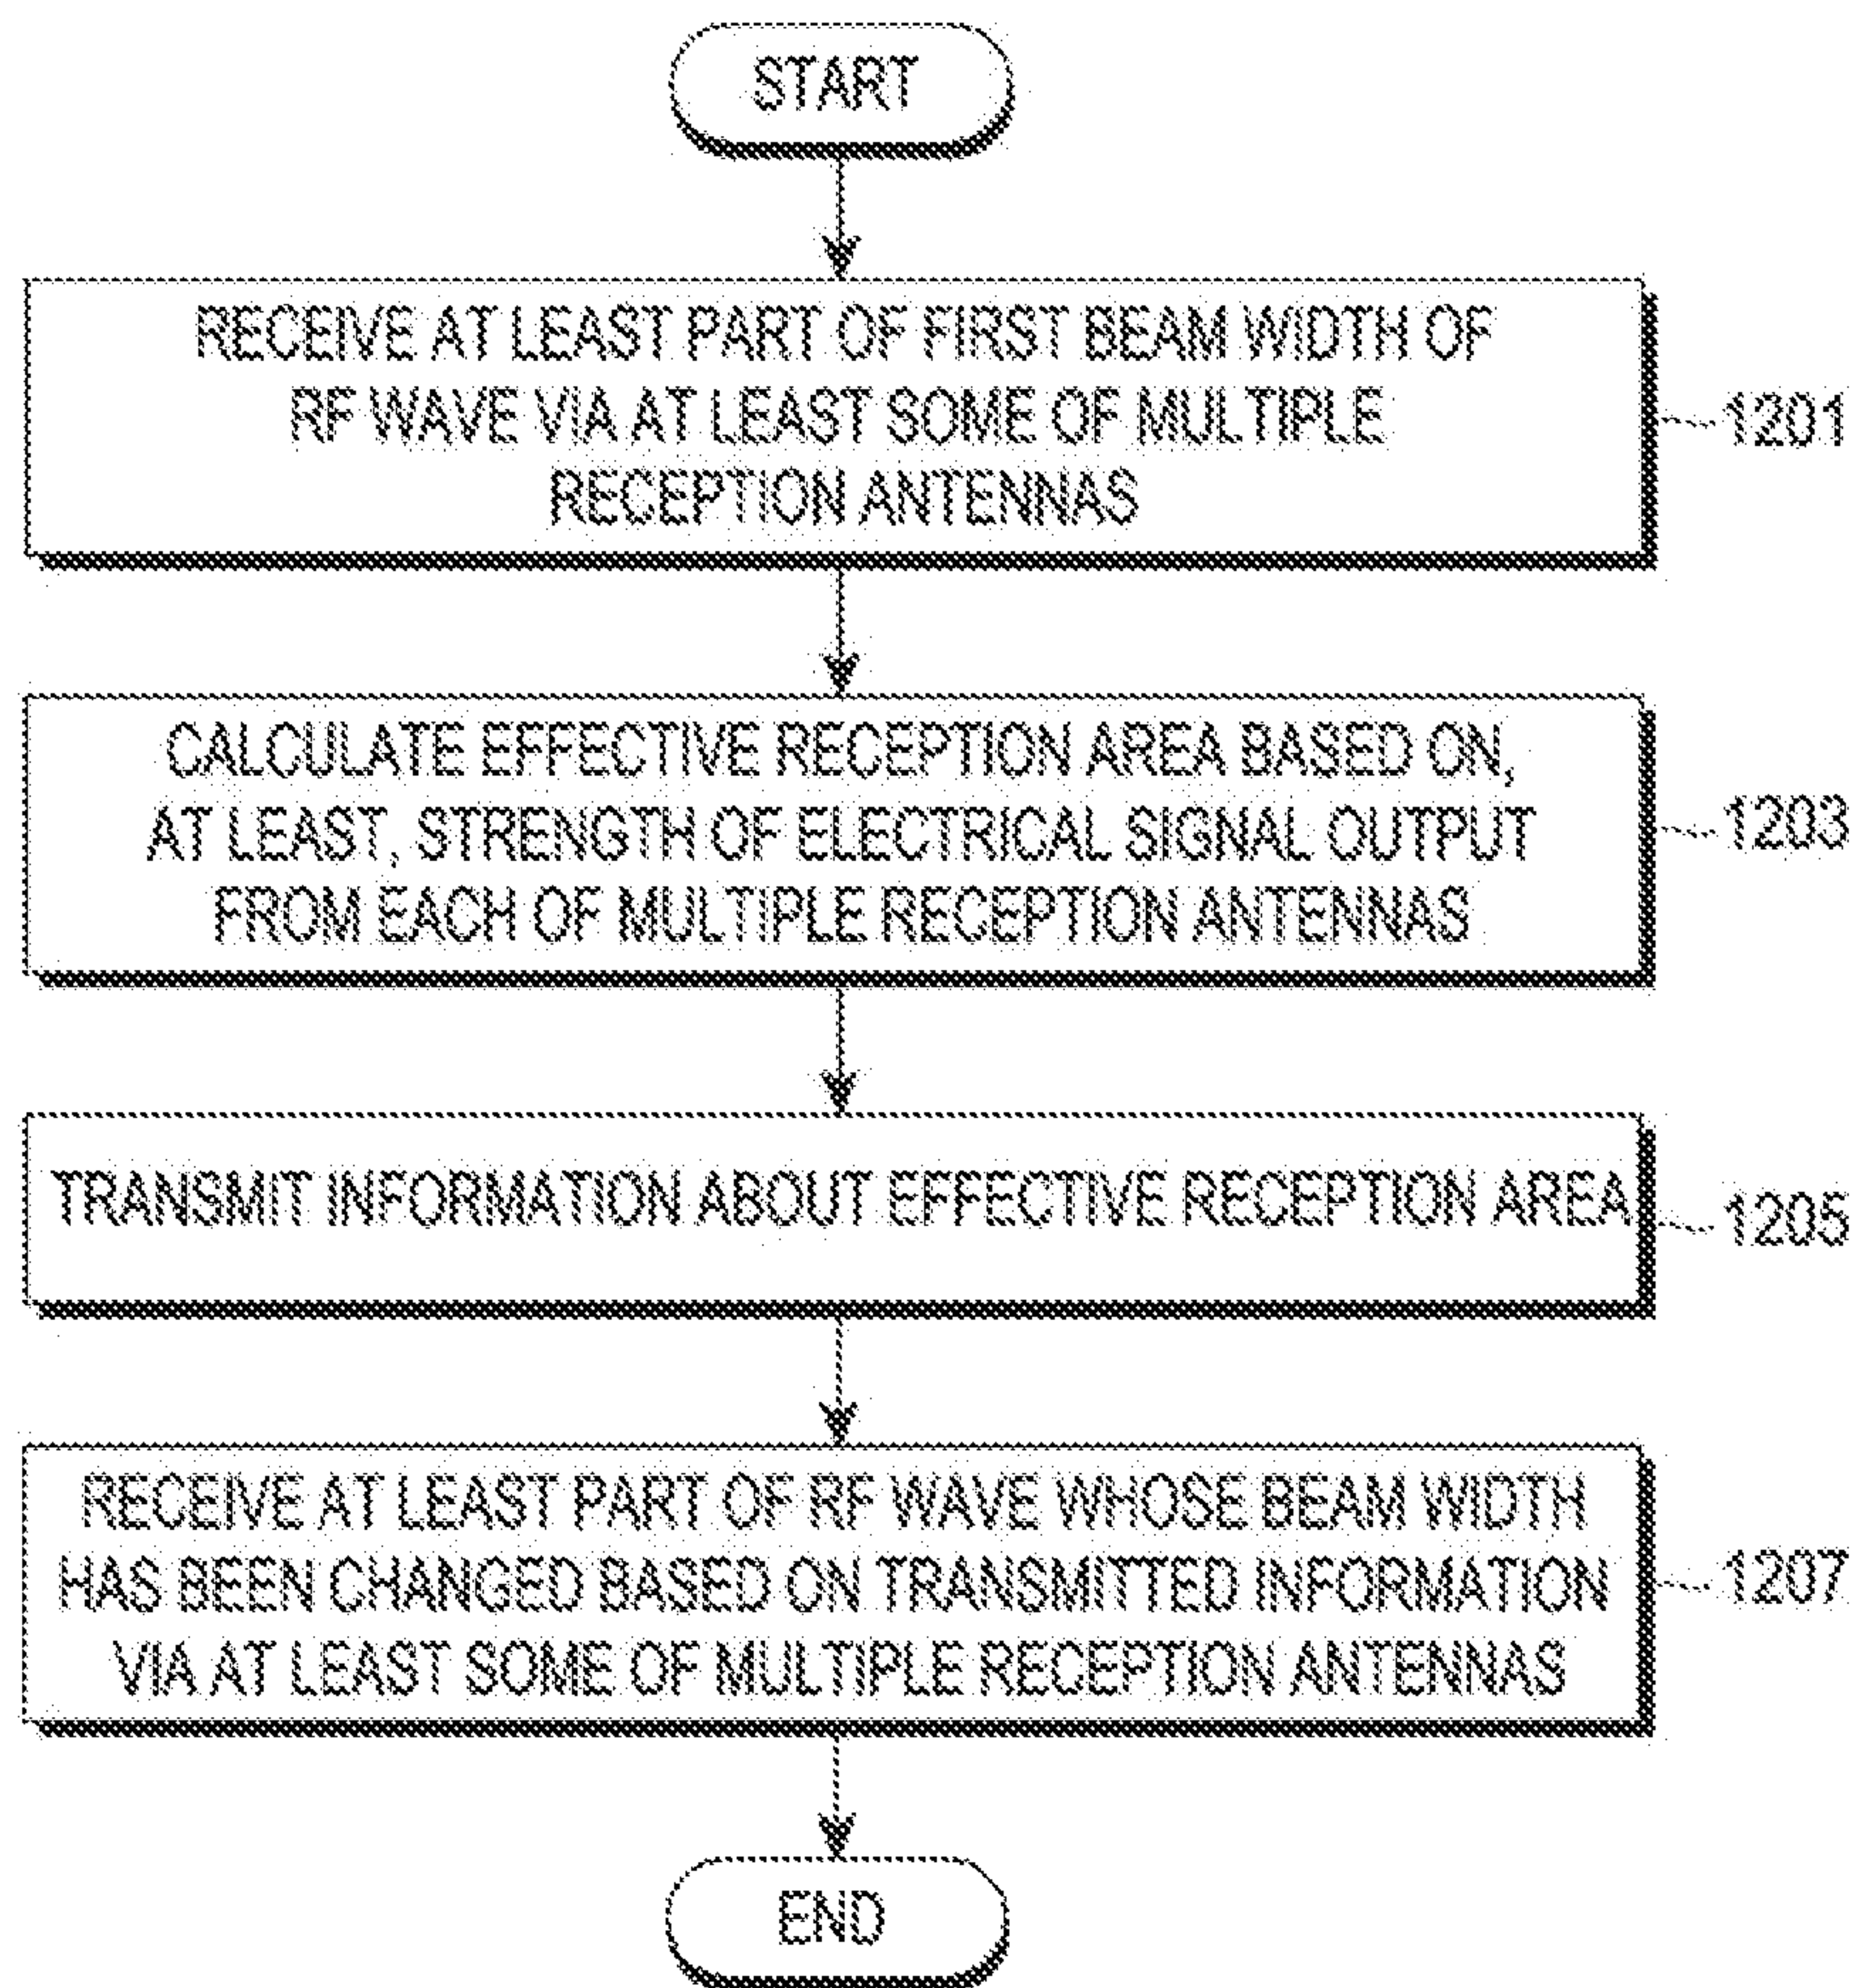 START
RECEIVE AT LEAST PART OF FIRST BEAM WIDTH OF
RF WAVE VIA AT LEAST SOME OF MULTIPLE
RECEPTION ANTENNAS
1201
CALCULATE EFFECTIVE RECEPTION AREA BASED ON,
AT LEAST, STRENGTH OF ELECTRICAL SIGNAL OUTPUT
FROM EACH OF MULTIPLE RECEPTION ANTENNAS
1203
TRANSMIT INFORMATION ABOUT EFFECTIVE RECEPTION AREA
1205
RECEIVE AT LEAST PART OF RF WAVE WHOSE BEAM WIDTH
HAS BEEN CHANGED BASED ON TRANSMITTED INFORMATION
VIA AT LEAST SOME OF MULTIPLE RECEPTION ANTENNAS
1207
END